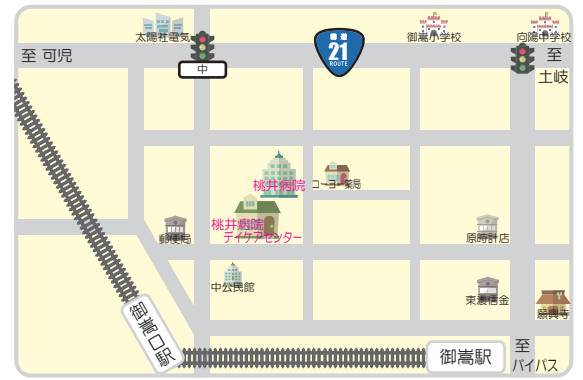 太陽社電気
国道
21
ROUTE
御嵩小学校
向陽中学校
至 可児
中
至
土岐
桃井病院
コーヨー薬局
桃井病院
デイケアセンター
郵便局
原時計店
中公民館
東濃信金
願興寺
御嵩口駅
御嵩駅
至
バイパス